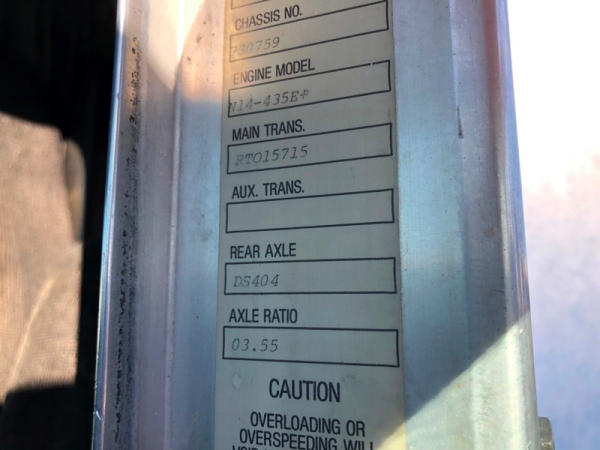 CHASSIS NO.
730759
ENGINE MODEL
N14-435E+
MAIN TRANS.
RTO15715
AUX. TRANS.
REAR AXLE
DS404
AXLE RATIO
03.55
CAUTION
OVERLOADING OR
OVERSPEEDING WILL